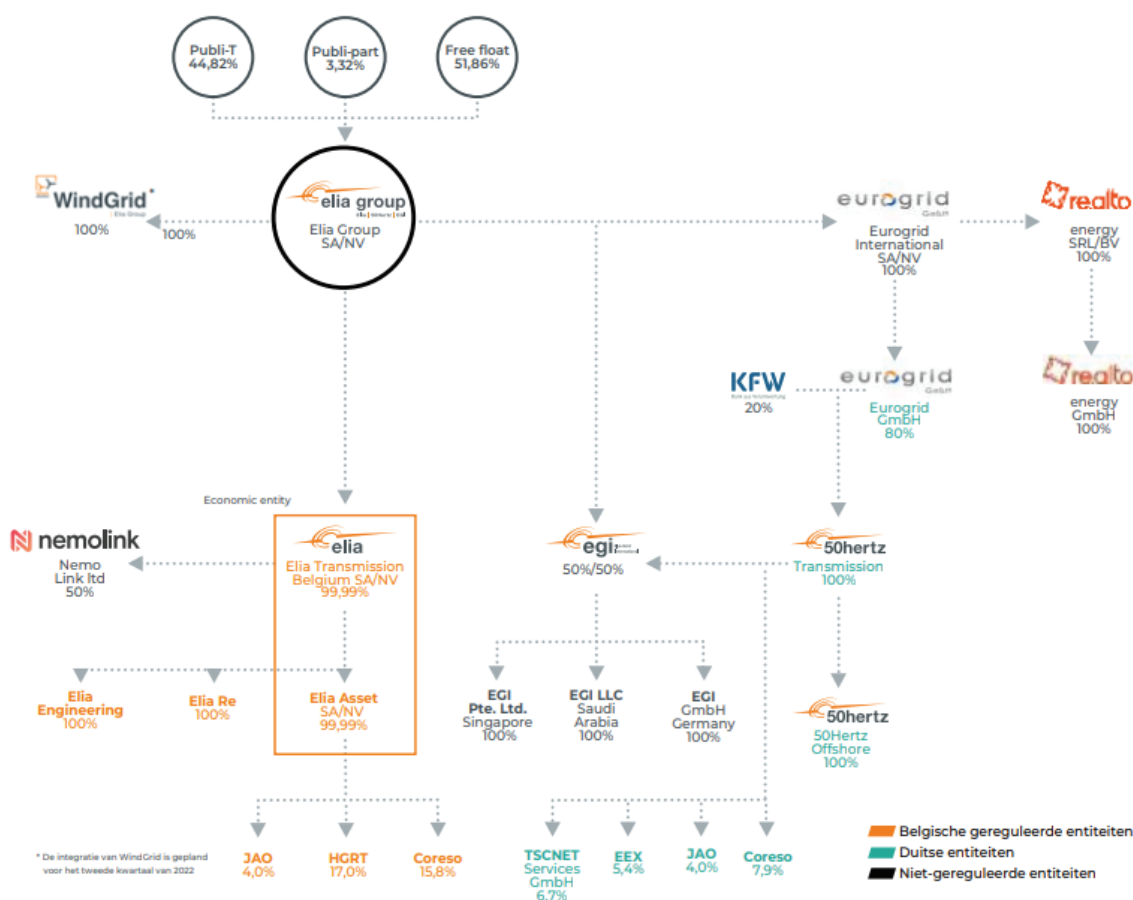 Publi-T
44,82%
Publi-part
3,32%
Free float
51,86%
WindGrid*
Elia Group
100%
100%
elia group
Elia Group
SA/NV
eurogrid
GmbH
Eurogrid
International
SA/NV
100%
re.alto
energy
SRL/BV
100%
KFW
20%
eurogrid
GmbH
Eurogrid
GmbH
80%
re.alto
energy
GmbH
100%
Economic entity
nemolink
Nemo
Link ltd
50%
elia
Elia Transmission
Belgium SA/NV
99,99%
egi
50%/50%
50hertz
Transmission
100%
Elia
Engineering
100%
Elia Re
100%
Elia Asset
SA/NV
99,99%
EGI
Pte. Ltd.
Singapore
100%
EGI LLC
Saudi
Arabia
100%
EGI
GmbH
Germany
100%
50hertz
50Hertz
Offshore
100%
* De integratie van WindGrid is gepland
voor het tweede kwartaal van 2022
JAO
4,0%
HGRT
17,0%
Coreso
15,8%
TSCNET
Services
GmbH
6,7%
EEX
5,4%
JAO
4,0%
Coreso
7,9%
Belgische gereguleerde entiteiten
Duitse entiteiten
Niet-gereguleerde entiteiten